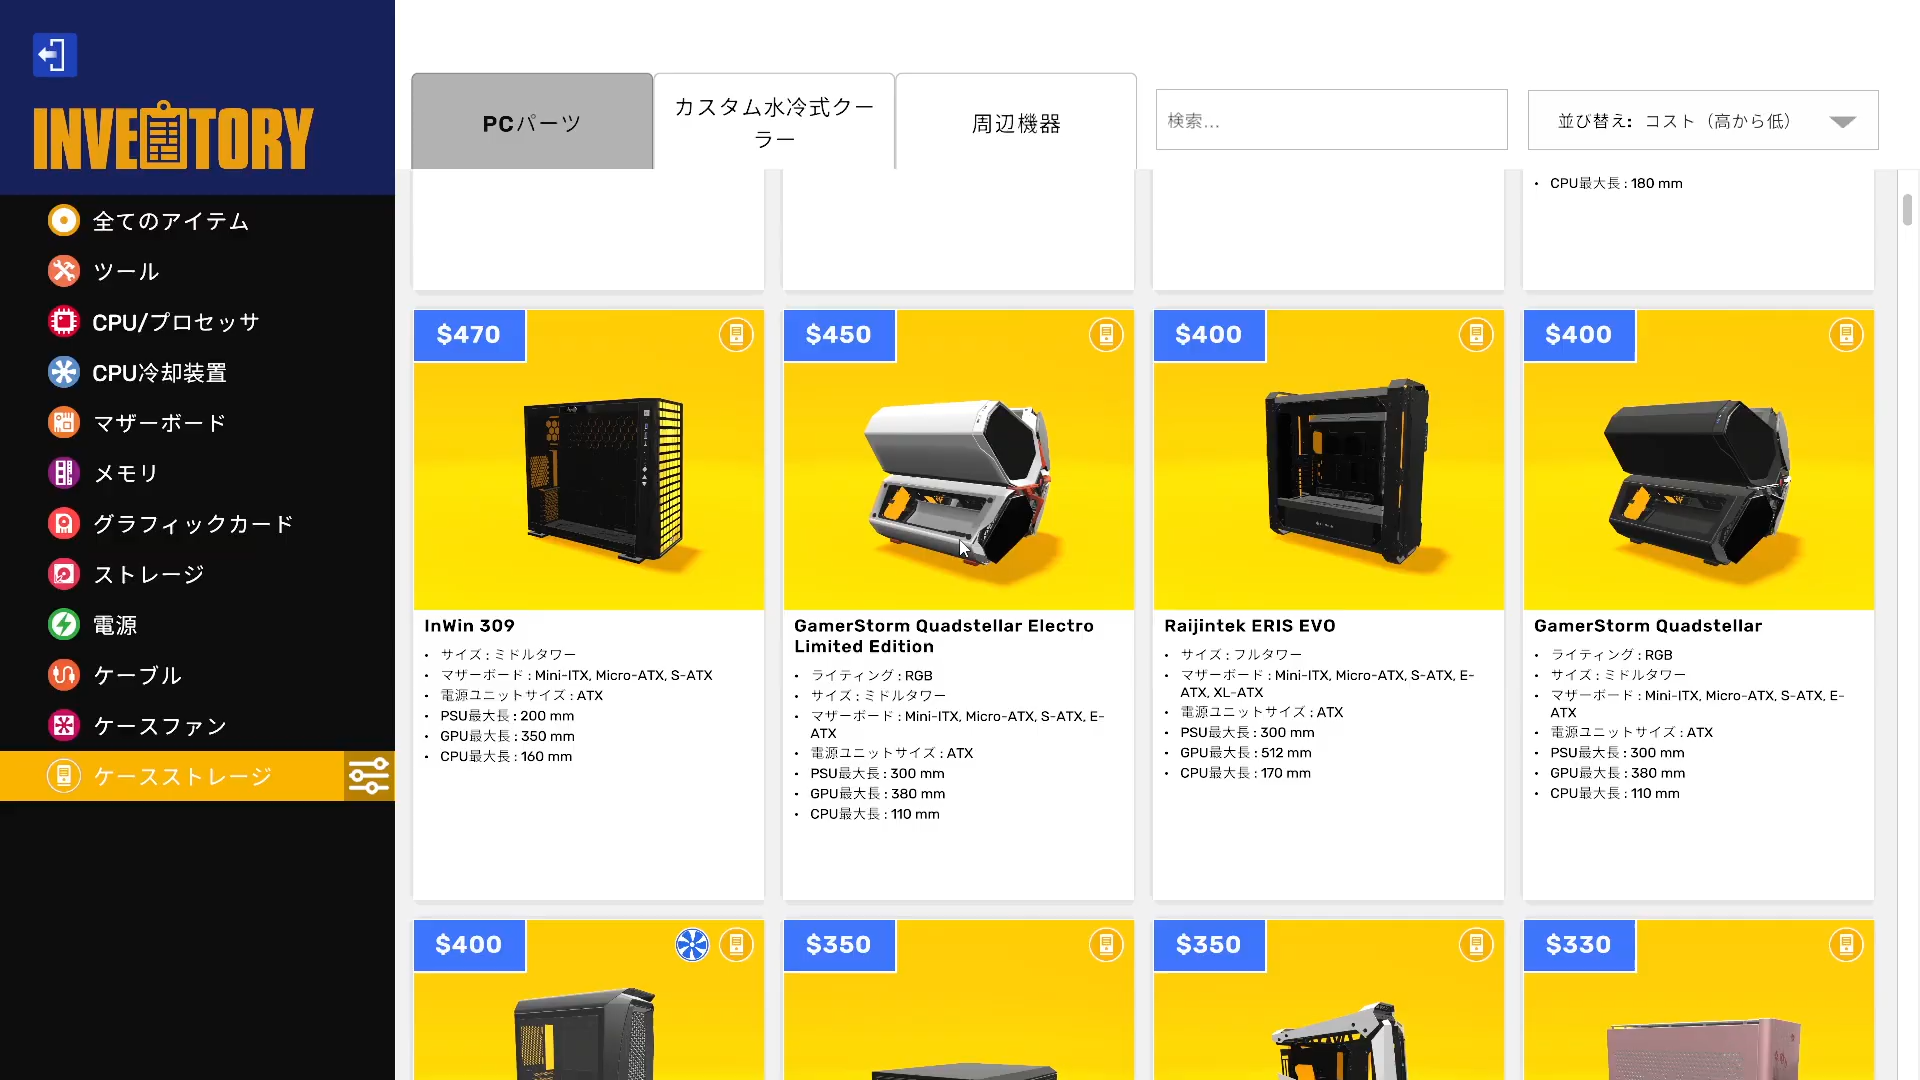 INVENTORY
全てのアイテム
ツール
CPU/プロセッサ
CPU冷却装置
マザーボード
メモリ
グラフィックカード
ストレージ
電源
ケーブル
ケースファン
ケースストレージ
PCパーツ
カスタム水冷式クー
ラー
周辺機器
検索...
並び替え: コスト（高から低）
• CPU最大長 : 180 mm
$470
InWin 309
• サイズ : ミドルタワー
• マザーボード : Mini-ITX, Micro-ATX, S-ATX
• 電源ユニットサイズ : ATX
• PSU最大長 : 200 mm
• GPU最大長 : 350 mm
• CPU最大長 : 160 mm
$450
GamerStorm Quadstellar Electro
Limited Edition
• ライティング : RGB
• サイズ : ミドルタワー
• マザーボード : Mini-ITX, Micro-ATX, S-ATX, E-
ATX
• 電源ユニットサイズ : ATX
• PSU最大長 : 300 mm
• GPU最大長 : 380 mm
• CPU最大長 : 110 mm
$400
Raijintek ERIS EVO
• サイズ : フルタワー
• マザーボード : Mini-ITX, Micro-ATX, S-ATX, E-
ATX, XL-ATX
• 電源ユニットサイズ : ATX
• PSU最大長 : 300 mm
• GPU最大長 : 512 mm
• CPU最大長 : 170 mm
$400
GamerStorm Quadstellar
• ライティング : RGB
• サイズ : ミドルタワー
• マザーボード : Mini-ITX, Micro-ATX, S-ATX, E-
ATX
• 電源ユニットサイズ : ATX
• PSU最大長 : 300 mm
• GPU最大長 : 380 mm
• CPU最大長 : 110 mm
$400
$350
$350
$330